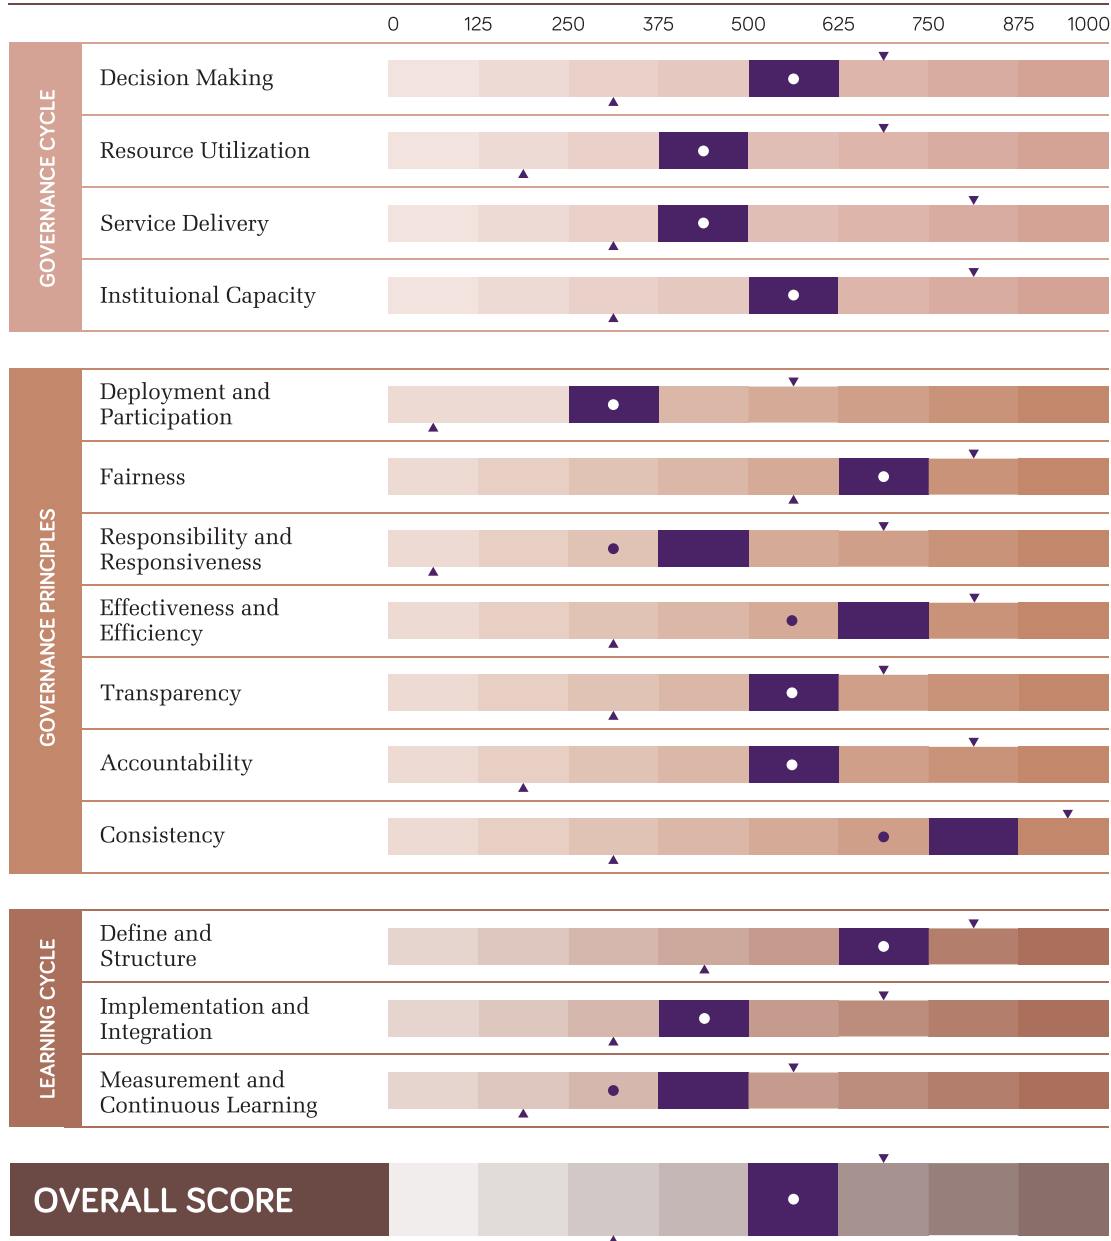 0 125 250 375 500 625 750 875 1000
GOVERNANCE CYCLE
Decision Making
Resource Utilization
Service Delivery
Instituional Capacity
GOVERNANCE PRINCIPLES
Deployment and
Participation
Fairness
Responsibility and
Responsiveness
Effectiveness and
Efficiency
Transparency
Accountability
Consistency
LEARNING CYCLE
Define and
Structure
Implementation and
Integration
Measurement and
Continuous Learning
OVERALL SCORE